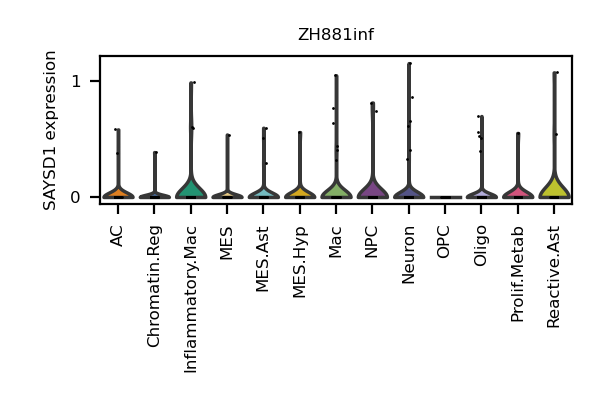 ZH881inf
SAYSD1 expression
1
0
AC
Chromatin.Reg
Inflammatory.Mac
MES
MES.Ast
MES.Hyp
Mac
NPC
Neuron
OPC
Oligo
Prolif.Metab
Reactive.Ast